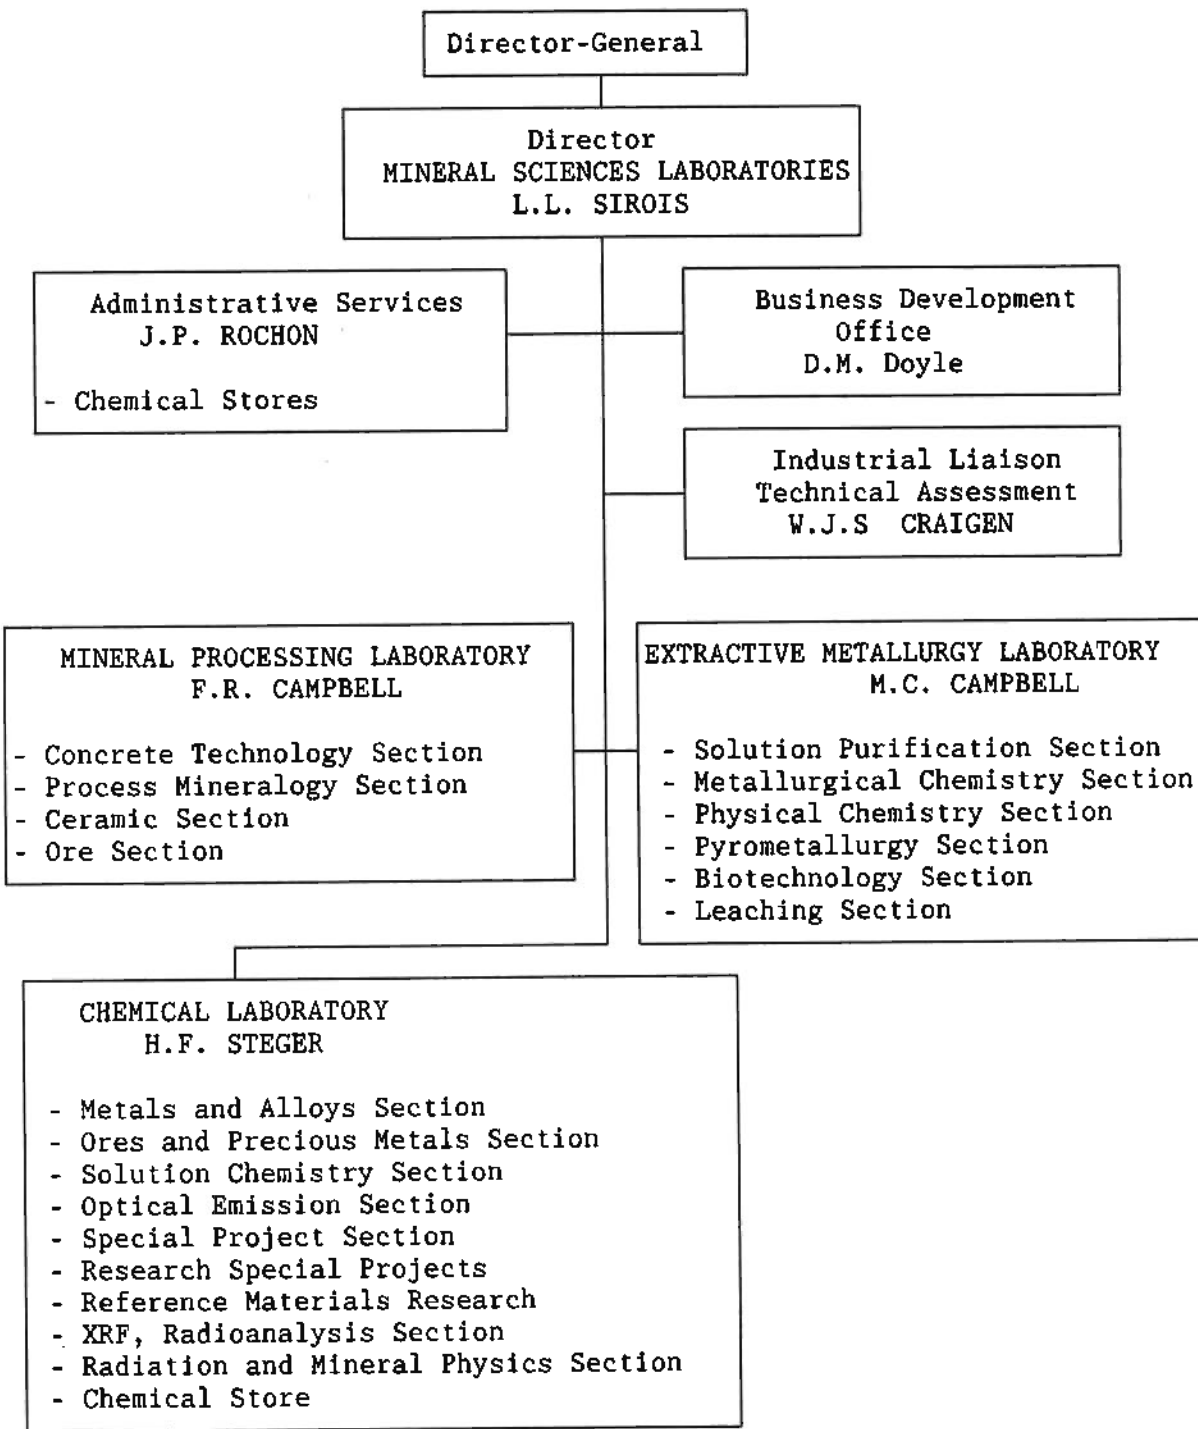 Director-General
Director
MINERAL SCIENCES LABORATORIES
L.L. SIROIS
Administrative Services
J.P. ROCHON
- Chemical Stores
Business Development
Office
D.M. Doyle
Industrial Liaison
Technical Assessment
W.J.S CRAIGEN
MINERAL PROCESSING LABORATORY
F.R. CAMPBELL
- Concrete Technology Section
- Process Mineralogy Section
- Ceramic Section
- Ore Section
EXTRACTIVE METALLURGY LABORATORY
M.C. CAMPBELL
- Solution Purification Section
- Metallurgical Chemistry Section
- Physical Chemistry Section
- Pyrometallurgy Section
- Biotechnology Section
- Leaching Section
CHEMICAL LABORATORY
H.F. STEGER
- Metals and Alloys Section
- Ores and Precious Metals Section
- Solution Chemistry Section
- Optical Emission Section
- Special Project Section
- Research Special Projects
- Reference Materials Research
- XRF, Radioanalysis Section
- Radiation and Mineral Physics Section
- Chemical Store